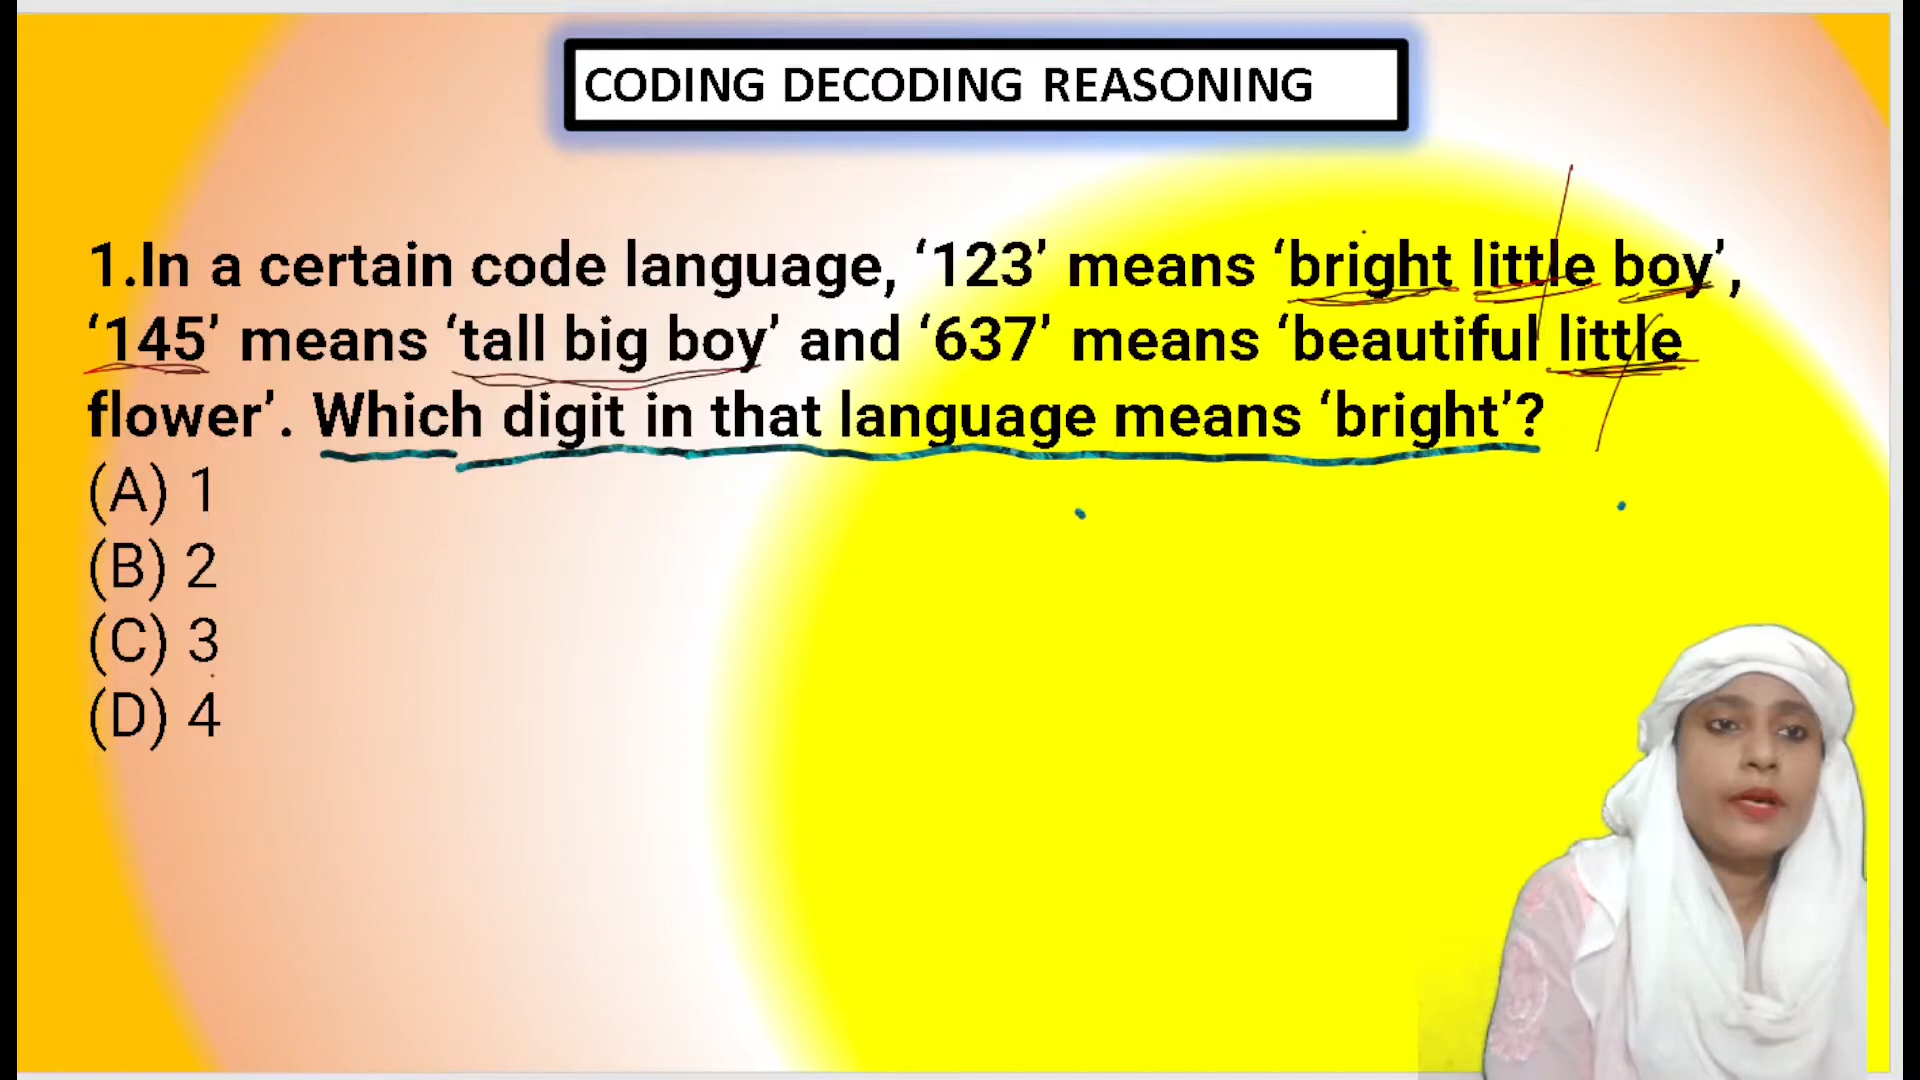 CODING DECODING REASONING
1.In a certain code language, ‘123’ means ‘bright little boy’,
‘145’ means ‘tall big boy’ and ‘637’ means ‘beautiful little
flower’. Which digit in that language means ‘bright’?
(A) 1
(B) 2
(C) 3
(D) 4